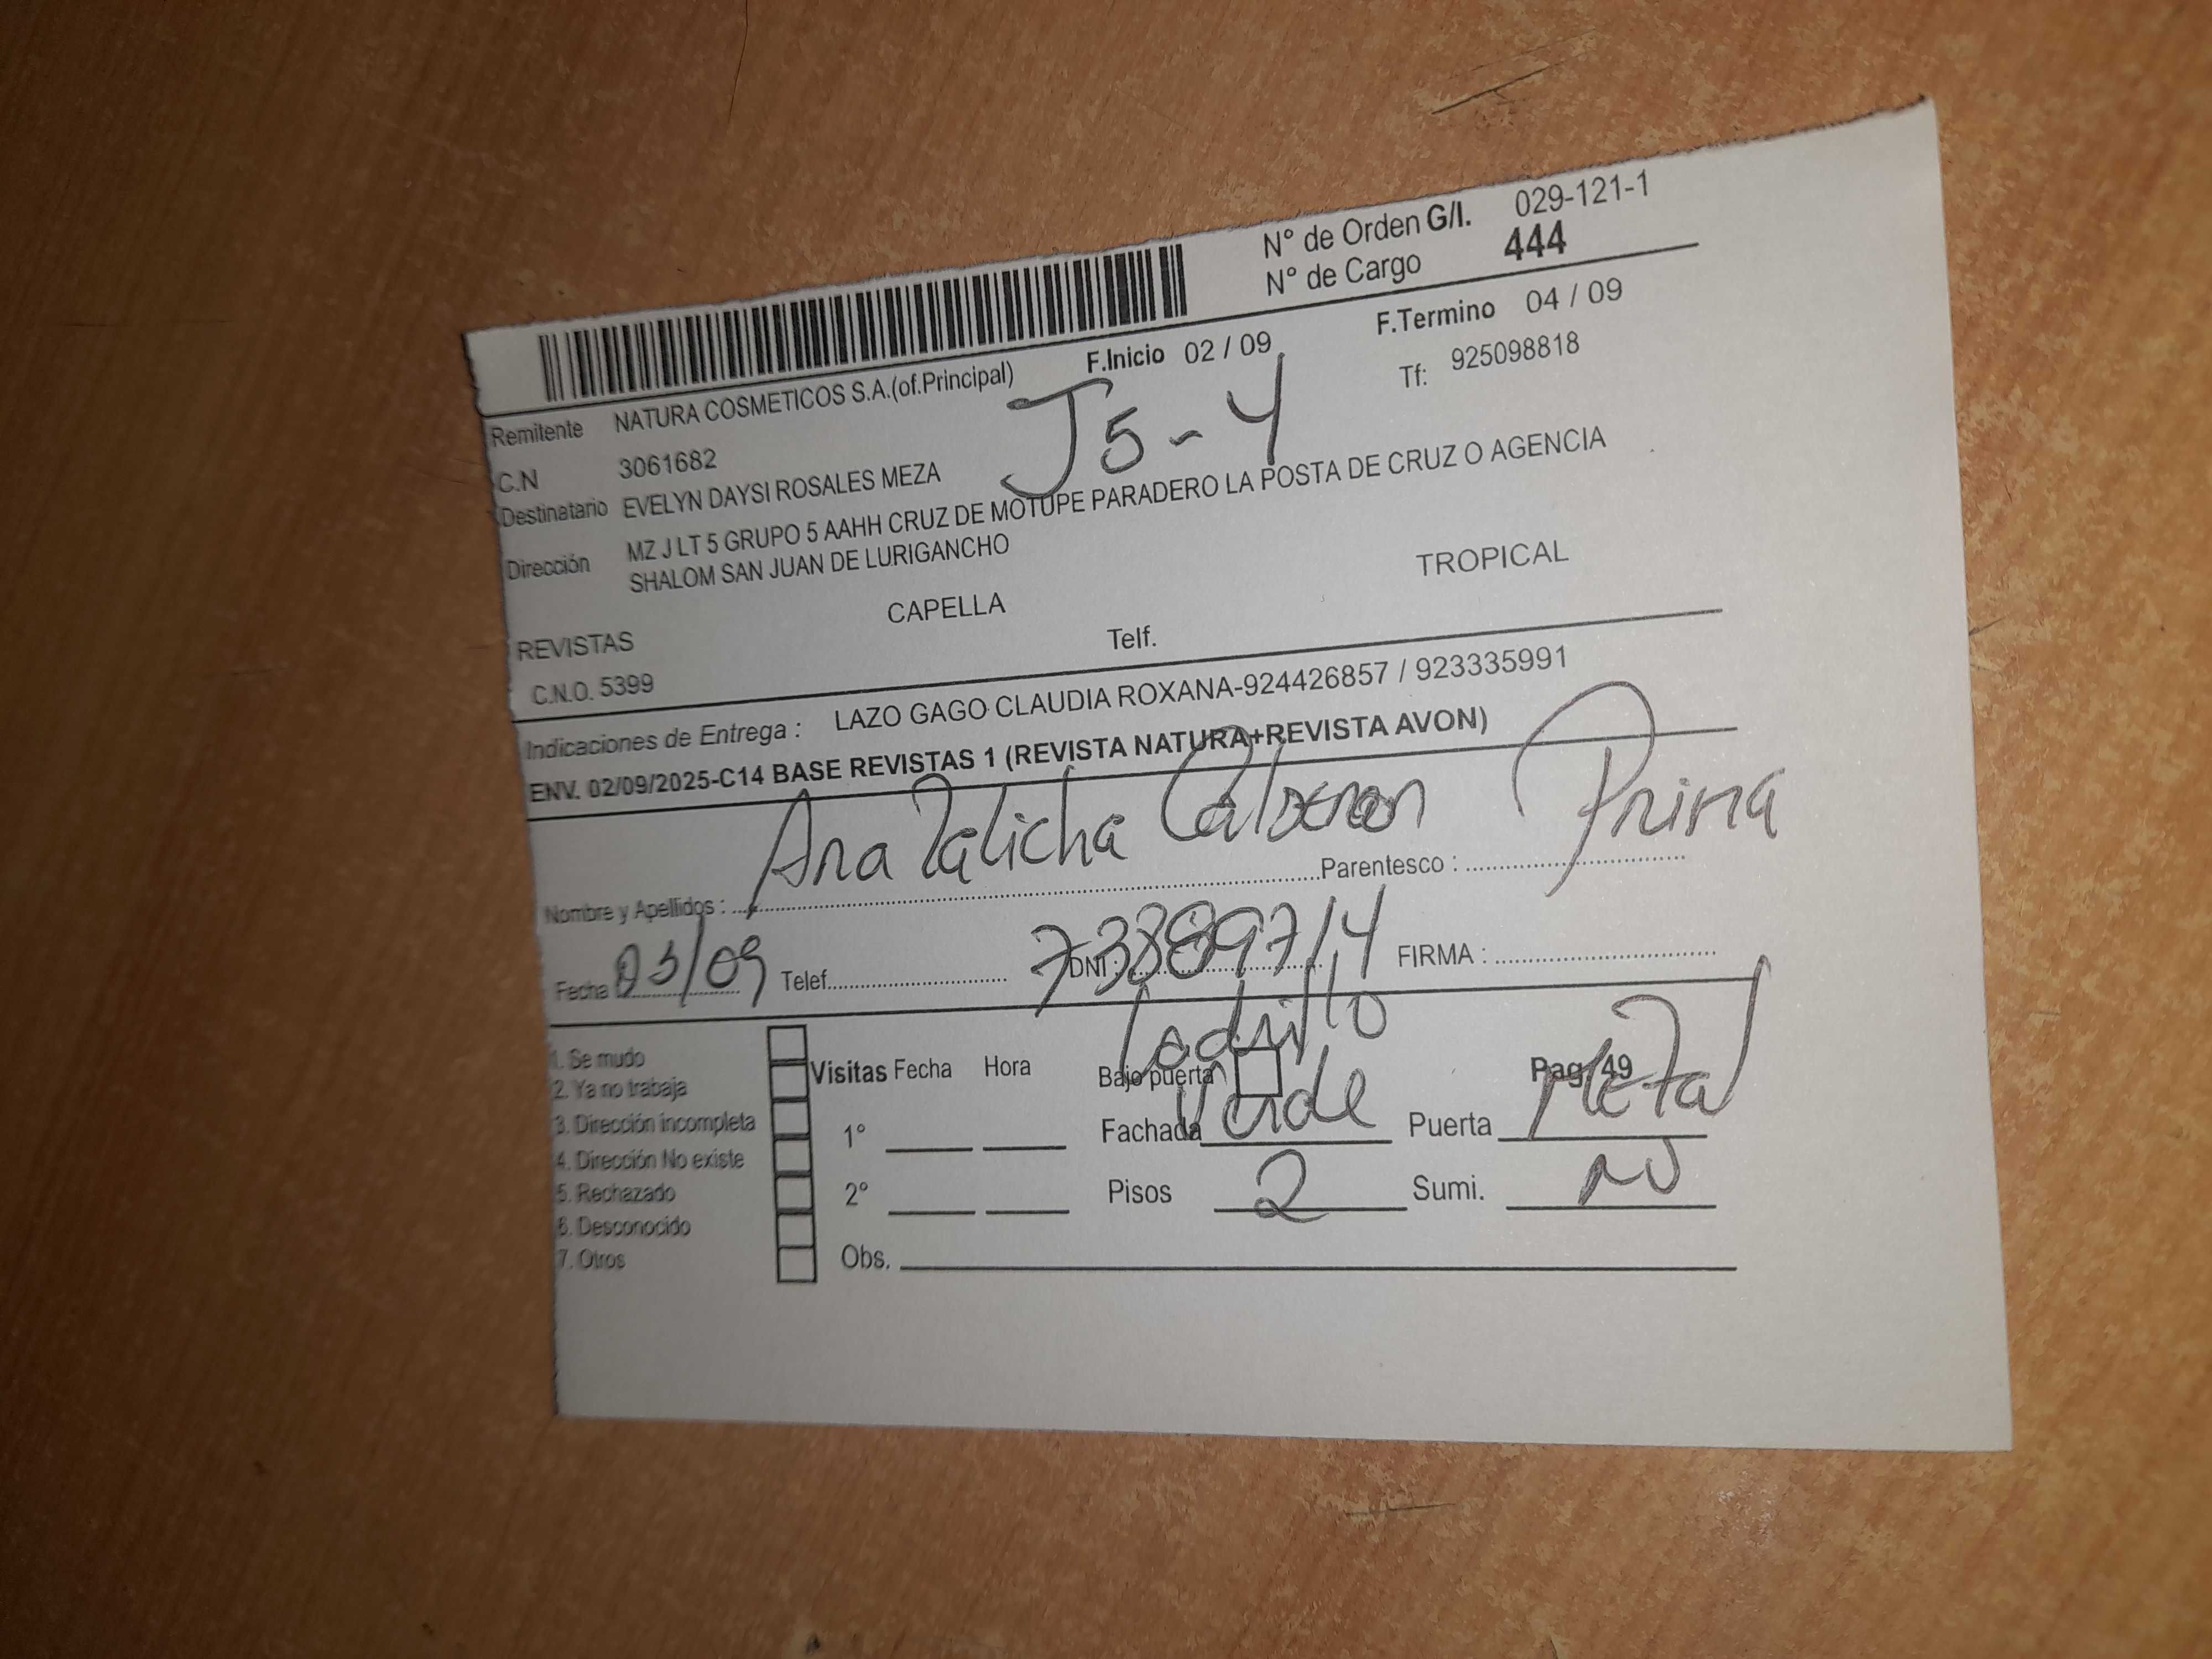 N° de Orden G/I. 029-121-1
N° de Cargo 444
F.Inicio 02 / 09 F.Termino 04 / 09
Remitente NATURA COSMETICOS S.A.(of.Principal) Tf: 925098818
J5-4
C.N 3061682
Destinatario EVELYN DAYSI ROSALES MEZA
Dirección MZ J LT 5 GRUPO 5 AAHH CRUZ DE MOTUPE PARADERO LA POSTA DE CRUZ O AGENCIA
SHALOM SAN JUAN DE LURIGANCHO
CAPELLA TROPICAL
REVISTAS
C.N.O. 5399 Telf.
Indicaciones de Entrega : LAZO GAGO CLAUDIA ROXANA-924426857 / 923335991
ENV. 02/09/2025-C14 BASE REVISTAS 1 (REVISTA NATURA+REVISTA AVON)
Nombre y Apellidos : Ana Calderon Parentesco : Prima
Fecha 03/09 Telef. DNI : FIRMA :
1. Se mudo
2. Ya no trabaja
3. Dirección incompleta
4. Dirección No existe
5. Rechazado
6. Desconocido
7. Otros
Visitas Fecha Hora
1°
2°
Obs.
Ladrillo
Bajo puerta Pag. 49
Fachada Verde Puerta Metal
Pisos 2 Sumi. NO